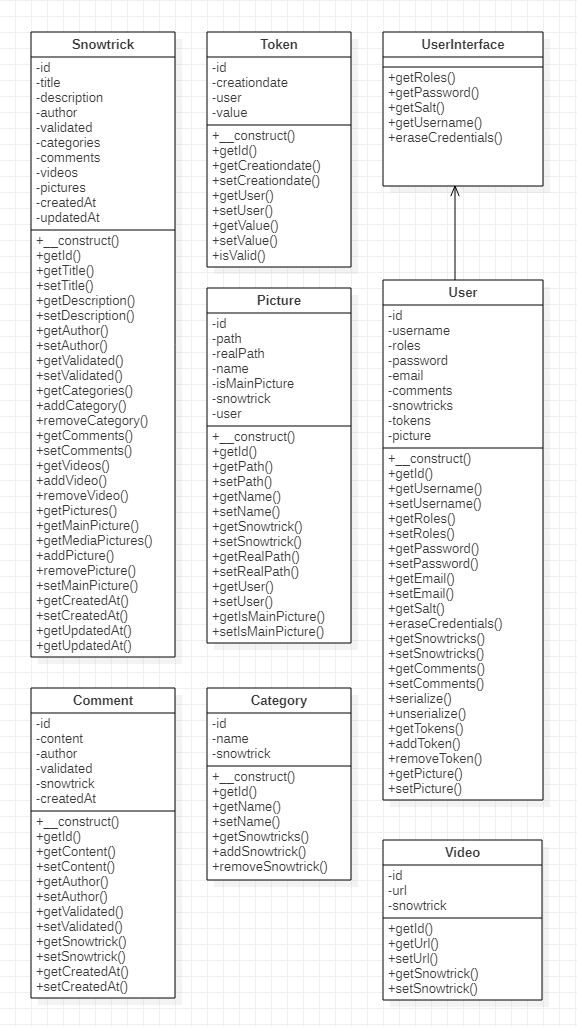 Snowtrick
-id
-title
-description
-author
-validated
-categories
-comments
-videos
-pictures
-createdAt
-updatedAt
+__construct()
+getId()
+getTitle()
+setTitle()
+getDescription()
+setDescription()
+getAuthor()
+setAuthor()
+getValidated()
+setValidated()
+getCategories()
+addCategory()
+removeCategory()
+getComments()
+setComments()
+getVideos()
+addVideo()
+removeVideo()
+getPictures()
+getMainPicture()
+getMediaPictures()
+addPicture()
+removePicture()
+setMainPicture()
+getCreatedAt()
+setCreatedAt()
+getUpdatedAt()
+getUpdatedAt()
Token
-id
-creationdate
-user
-value
+__construct()
+getId()
+getCreationdate()
+setCreationdate()
+getUser()
+setUser()
+getValue()
+setValue()
+isValid()
UserInterface
+getRoles()
+getPassword()
+getSalt()
+getUsername()
+eraseCredentials()
Picture
-id
-path
-realPath
-name
-isMainPicture
-snowtrick
-user
+__construct()
+getId()
+getPath()
+setPath()
+getName()
+setName()
+getSnowtrick()
+setSnowtrick()
+getRealPath()
+setRealPath()
+getUser()
+setUser()
+getIsMainPicture()
+setIsMainPicture()
User
-id
-username
-roles
-password
-email
-comments
-snowtricks
-tokens
-picture
+__construct()
+getId()
+getUsername()
+setUsername()
+getRoles()
+setRoles()
+getPassword()
+setPassword()
+getEmail()
+setEmail()
+getSalt()
+eraseCredentials()
+getSnowtricks()
+setSnowtricks()
+getComments()
+setComments()
+serialize()
+unserialize()
+getTokens()
+addToken()
+removeToken()
+getPicture()
+setPicture()
Comment
-id
-content
-author
-validated
-snowtrick
-createdAt
+__construct()
+getId()
+getContent()
+setContent()
+getAuthor()
+setAuthor()
+getValidated()
+setValidated()
+getSnowtrick()
+setSnowtrick()
+getCreatedAt()
+setCreatedAt()
Category
-id
-name
-snowtrick
+__construct()
+getId()
+getName()
+setName()
+getSnowtricks()
+addSnowtrick()
+removeSnowtrick()
Video
-id
-url
-snowtrick
+getId()
+getUrl()
+setUrl()
+getSnowtrick()
+setSnowtrick()